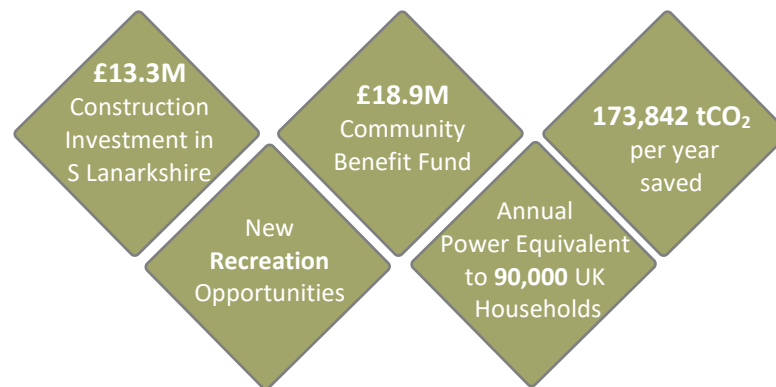 £13.3M
Construction
Investment in
S Lanarkshire
New
Recreation
Opportunities
£18.9M
Community
Benefit Fund
Annual
Power Equivalent
to 90,000 UK
Households
173,842 tCO₂
per year
saved